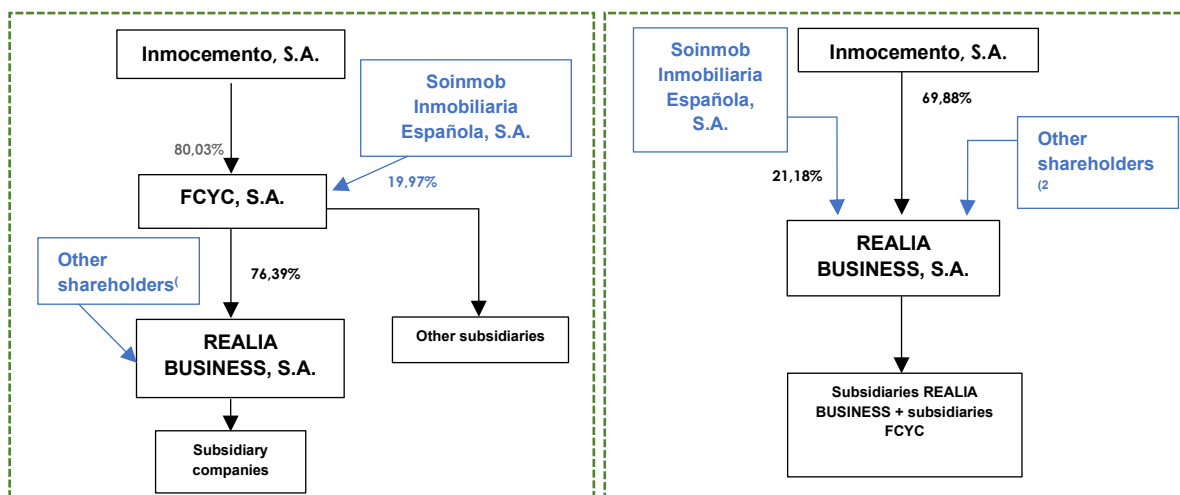 Inmocemento, S.A.
Soinmob
Inmobiliaria
Española, S.A.
80,03%
19,97%
FCYC, S.A.
Other
shareholders(
76,39%
REALIA
BUSINESS, S.A.
Other subsidiaries
Subsidiary
companies
Soinmob
Inmobiliaria
Española,
S.A.
Inmocemento, S.A.
69,88%
Other
shareholders
(2
21,18%
REALIA
BUSINESS, S.A.
Subsidiaries REALIA
BUSINESS + subsidiaries
FCYC